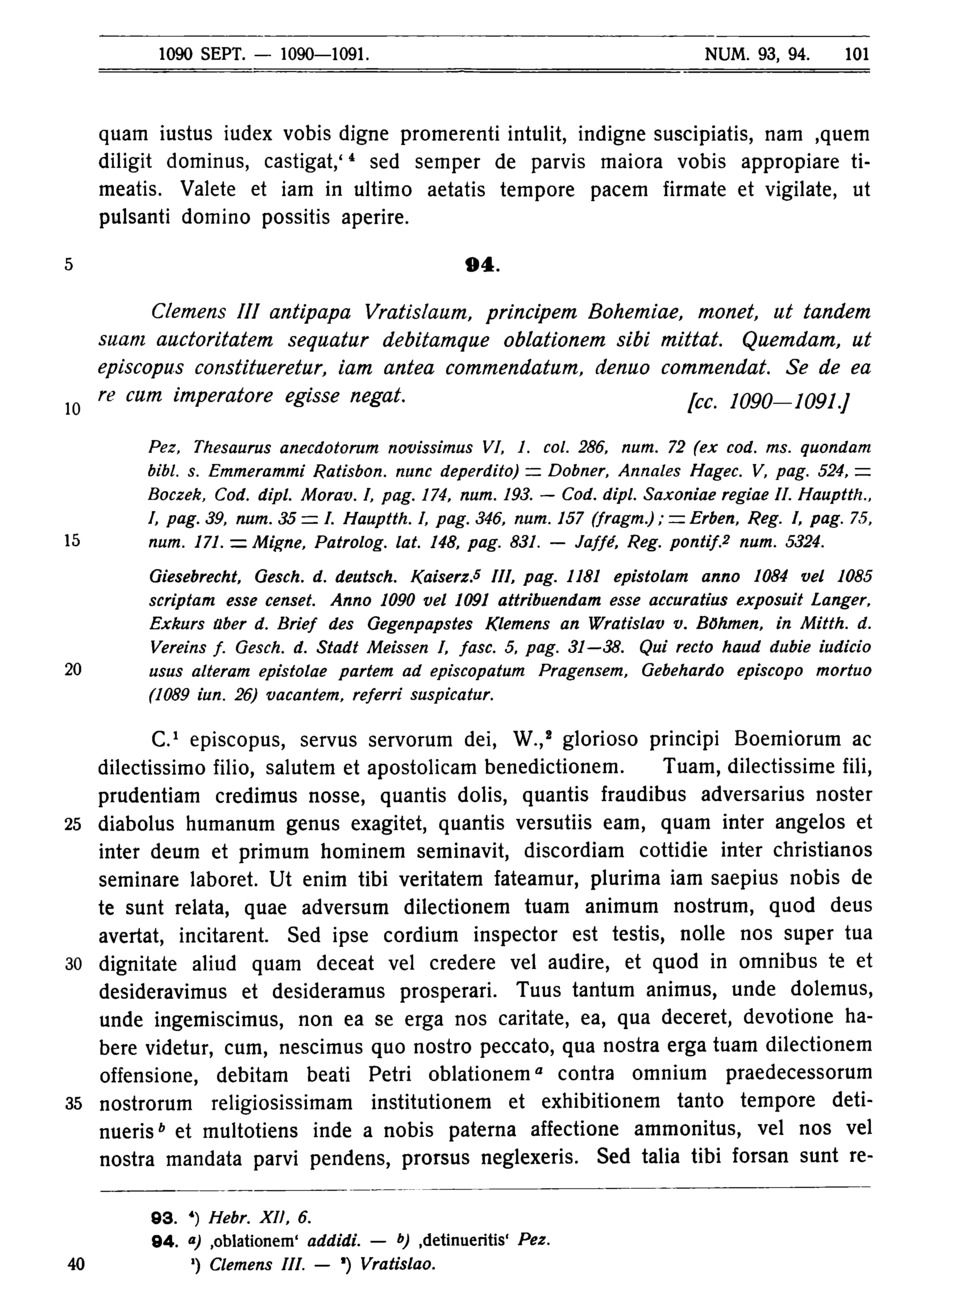 1090 SEPT. — 1090—1091. NUM. 93, 94. 101
quam iustus iudex vobis digne promerenti intulit, indigne suscipiatis, nam ‚quem
diligit dominus, castigat,‘ ⁴ sed semper de parvis maiora vobis appropiare ti-
meatis. Valete et iam in ultimo aetatis tempore pacem firmate et vigilate, ut
pulsanti domino possitis aperire.
5 94.
Clemens III antipapa Vratislaum, principem Bohemiae, monet, ut tandem
suam auctoritatem sequatur debitamque oblationem sibi mittat. Quemdam, ut
episcopus constitueretur, iam antea commendatum, denuo commendat. Se de ea
10 re cum imperatore egisse negat. [cc. 1090—1091.]
Pez, Thesaurus anecdotorum novissimus VI, 1. col. 286, num. 72 (ex cod. ms. quondam
bibl. s. Emmerammi Ratisbon. nunc deperdito) = Dobner, Annales Hagec. V, pag. 524, =
Boczek, Cod. dipl. Morav. I, pag. 174, num. 193. — Cod. dipl. Saxoniae regiae II. Hauptth.,
I, pag. 39, num. 35 = I. Hauptth. I, pag. 346, num. 157 (fragm.) ; = Erben, Reg. I, pag. 75,
15 num. 171. = Migne, Patrolog. lat. 148, pag. 831. — Jaffé, Reg. pontif.² num. 5324.
Giesebrecht, Gesch. d. deutsch. Kaiserz.⁵ III, pag. 1181 epistolam anno 1084 vel 1085
scriptam esse censet. Anno 1090 vel 1091 attribuendam esse accuratius exposuit Langer,
Exkurs über d. Brief des Gegenpapstes Klemens an Wratislav v. Böhmen, in Mitth. d.
Vereins f. Gesch. d. Stadt Meissen I, fasc. 5, pag. 31—38. Qui recto haud dubie iudicio
20 usus alteram epistolae partem ad episcopatum Pragensem, Gebehardo episcopo mortuo
(1089 iun. 26) vacantem, referri suspicatur.
C.¹ episcopus, servus servorum dei, W.,² glorioso principi Boemiorum ac
dilectissimo filio, salutem et apostolicam benedictionem. Tuam, dilectissime fili,
prudentiam credimus nosse, quantis dolis, quantis fraudibus adversarius noster
25 diabolus humanum genus exagitet, quantis versutiis eam, quam inter angelos et
inter deum et primum hominem seminavit, discordiam cottidie inter christianos
seminare laboret. Ut enim tibi veritatem fateamur, plurima iam saepius nobis de
te sunt relata, quae adversum dilectionem tuam animum nostrum, quod deus
avertat, incitarent. Sed ipse cordium inspector est testis, nolle nos super tua
30 dignitate aliud quam deceat vel credere vel audire, et quod in omnibus te et
desideravimus et desideramus prosperari. Tuus tantum animus, unde dolemus,
unde ingemiscimus, non ea se erga nos caritate, ea, qua deceret, devotione ha-
bere videtur, cum, nescimus quo nostro peccato, qua nostra erga tuam dilectionem
offensione, debitam beati Petri oblationem ᵃ contra omnium praedecessorum
35 nostrorum religiosissimam institutionem et exhibitionem tanto tempore deti-
nueris ᵇ et multotiens inde a nobis paterna affectione ammonitus, vel nos vel
nostra mandata parvi pendens, prorsus neglexeris. Sed talia tibi forsan sunt re-
93. ⁴) Hebr. XII, 6.
94. a) ‚oblationem‘ addidi. — b) ‚detinueritis‘ Pez.
40 ¹) Clemens III. — ²) Vratislao.